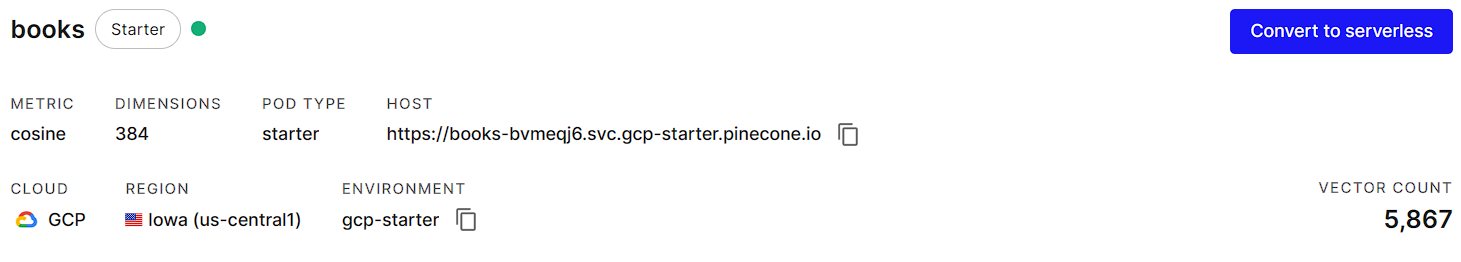 books Starter Convert to serverless
METRIC DIMENSIONS POD TYPE HOST
cosine 384 starter https://books-bvmeqj6.svc.gcp-starter.pinecone.io
CLOUD REGION ENVIRONMENT VECTOR COUNT
GCP Iowa (us-central1) gcp-starter 5,867